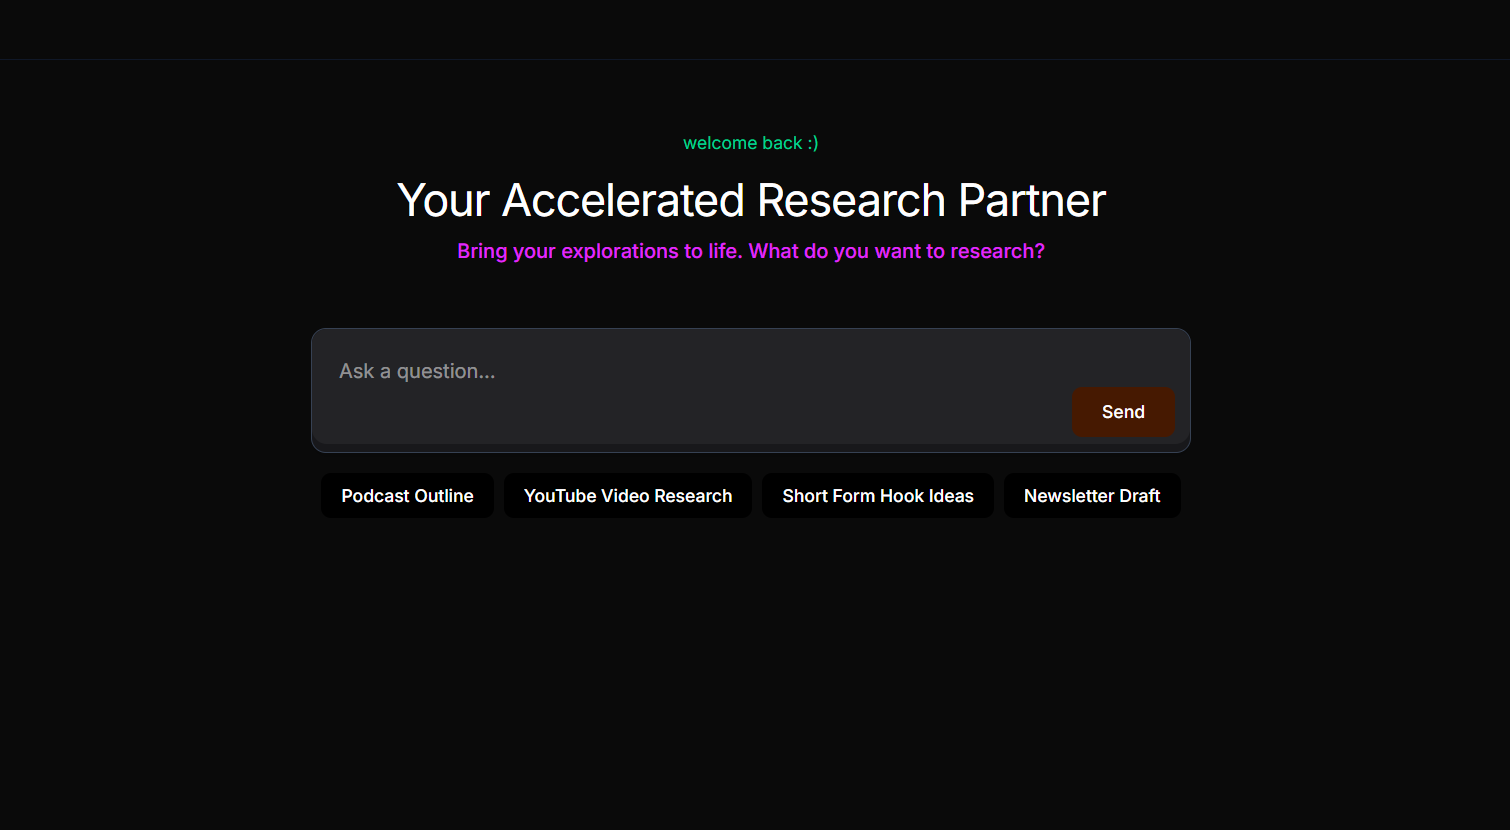 welcome back :)
Your Accelerated Research Partner
Bring your explorations to life. What do you want to research?
Ask a question...
Send
Podcast Outline
YouTube Video Research
Short Form Hook Ideas
Newsletter Draft